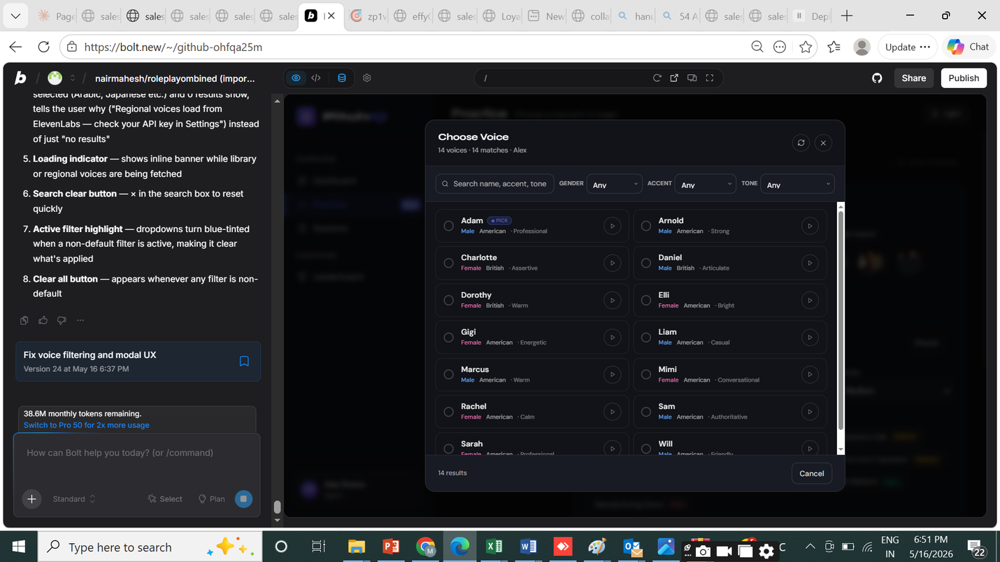 Page
sales
sales
sales
sales
sales
zp1v
effyC
sales
Loya
New
colla
hanu
54 A
sales
sales
Depl
https://bolt.new/~/github-ohfqa25m
Update
Chat
nairmahesh/roleplayombined (impor...
/
Share
Publish
selected (Arabic, Japanese etc.) and 0 results show,
tells the user why ("Regional voices load from
ElevenLabs — check your API key in Settings") instead
of just "no results"
5. Loading indicator — shows inline banner while library
or regional voices are being fetched
6. Search clear button — × in the search box to reset
quickly
7. Active filter highlight — dropdowns turn blue-tinted
when a non-default filter is active, making it clear
what's applied
8. Clear all button — appears whenever any filter is non-
default
Fix voice filtering and modal UX
Version 24 at May 16 6:37 PM
38.6M monthly tokens remaining.
Switch to Pro 50 for 2x more usage
How can Bolt help you today? (or /command)
Standard
Select
Plan
Practice
Choose Voice
14 voices · 14 matches · Alex
Search name, accent, tone
GENDER
Any
ACCENT
Any
TONE
Any
Adam PICK
Male American · Professional
Arnold
Male American · Strong
Charlotte
Female British · Assertive
Daniel
Male British · Articulate
Dorothy
Female British · Warm
Elli
Female American · Bright
Gigi
Female American · Energetic
Liam
Male American · Casual
Marcus
Male American · Warm
Mimi
Female American · Conversational
Rachel
Female American · Calm
Sam
Male American · Authoritative
Sarah
Female American · Professional
Will
Male American · Friendly
14 results
Cancel
Type here to search
ENG
IN
6:51 PM
5/16/2026
22